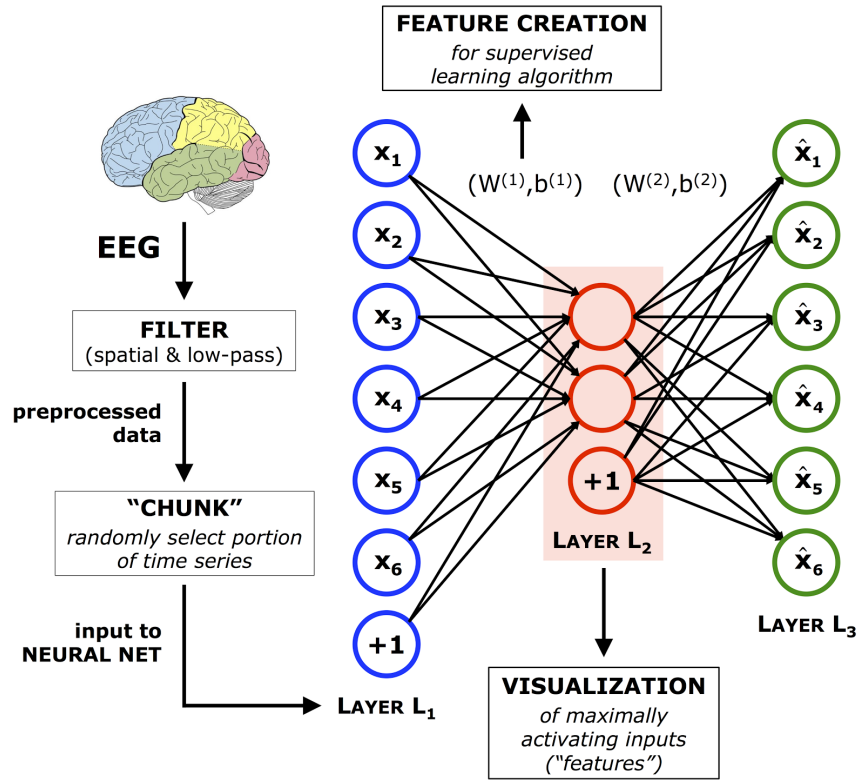 FEATURE CREATION
for supervised
learning algorithm
(W⁽¹⁾,b⁽¹⁾)
(W⁽²⁾,b⁽²⁾)
EEG
FILTER
(spatial & low-pass)
preprocessed
data
“CHUNK”
randomly select portion
of time series
input to
NEURAL NET
x₁
x₂
x₃
x₄
x₅
x₆
+1
LAYER L₁
+1
LAYER L₂
x̂₁
x̂₂
x̂₃
x̂₄
x̂₅
x̂₆
LAYER L₃
VISUALIZATION
of maximally
activating inputs
(“features”)